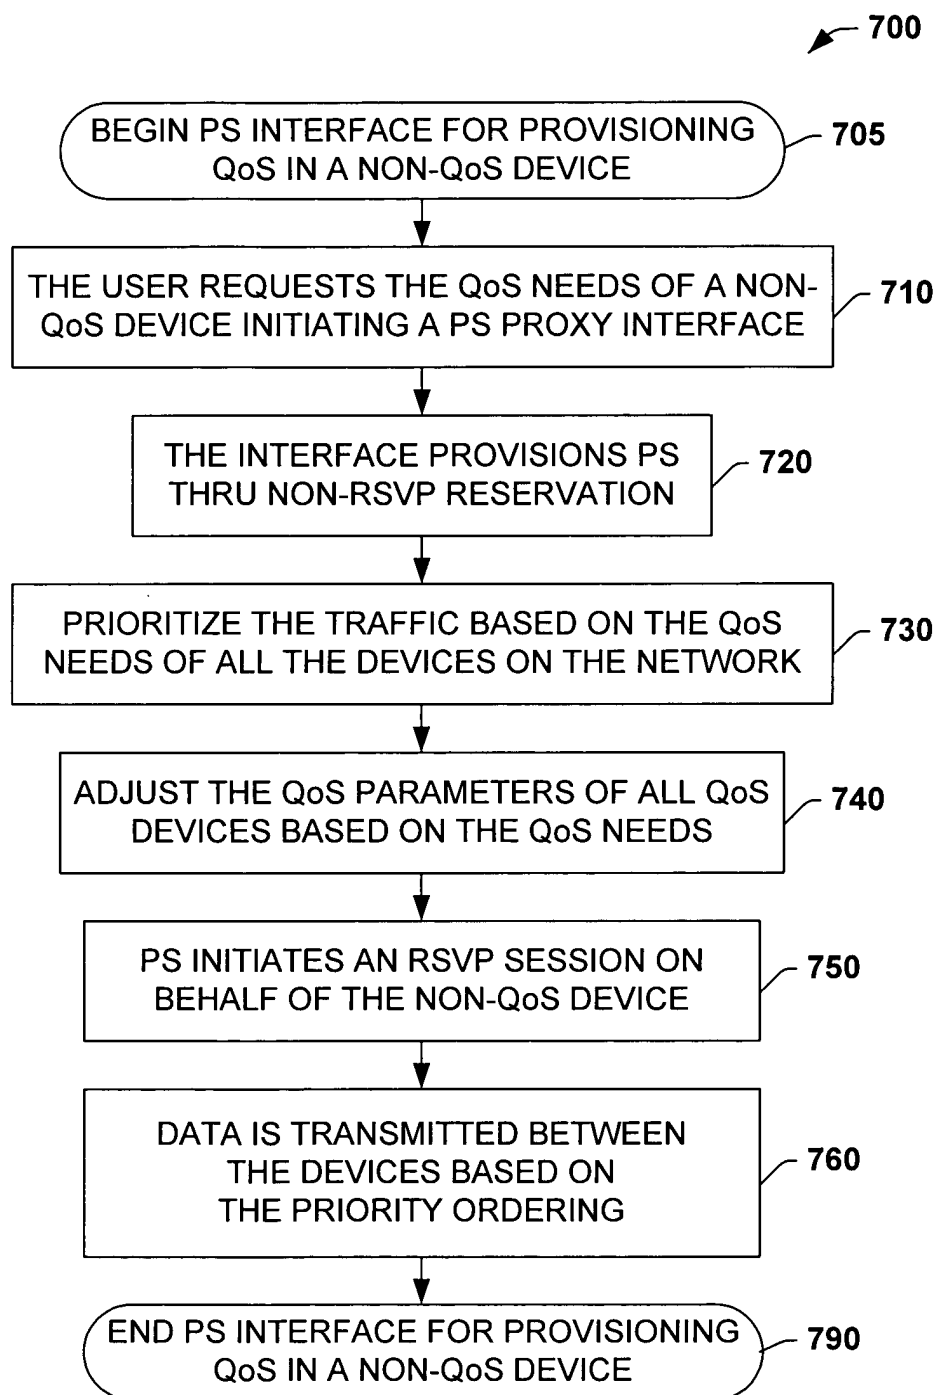 700
BEGIN PS INTERFACE FOR PROVISIONING
QoS IN A NON-QoS DEVICE
705
THE USER REQUESTS THE QoS NEEDS OF A NON-
QoS DEVICE INITIATING A PS PROXY INTERFACE
710
THE INTERFACE PROVISIONS PS
THRU NON-RSVP RESERVATION
720
PRIORITIZE THE TRAFFIC BASED ON THE QoS
NEEDS OF ALL THE DEVICES ON THE NETWORK
730
ADJUST THE QoS PARAMETERS OF ALL QoS
DEVICES BASED ON THE QoS NEEDS
740
PS INITIATES AN RSVP SESSION ON
BEHALF OF THE NON-QoS DEVICE
750
DATA IS TRANSMITTED BETWEEN
THE DEVICES BASED ON
THE PRIORITY ORDERING
760
END PS INTERFACE FOR PROVISIONING
QoS IN A NON-QoS DEVICE
790